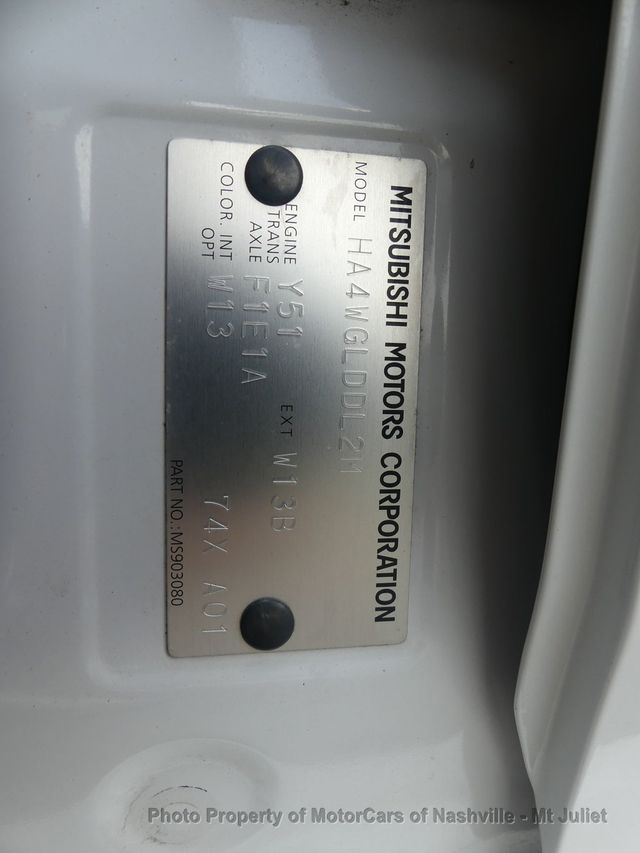 MITSUBISHI MOTORS CORPORATION
MODEL HA4WGLDDL2M
ENGINE Y51 EXT W13B
TRANS
AXLE F1E1A
COLOR. INT
OPT W13 74X A01
PART NO.:MS903080
Photo Property of MotorCars of Nashville - Mt Juliet